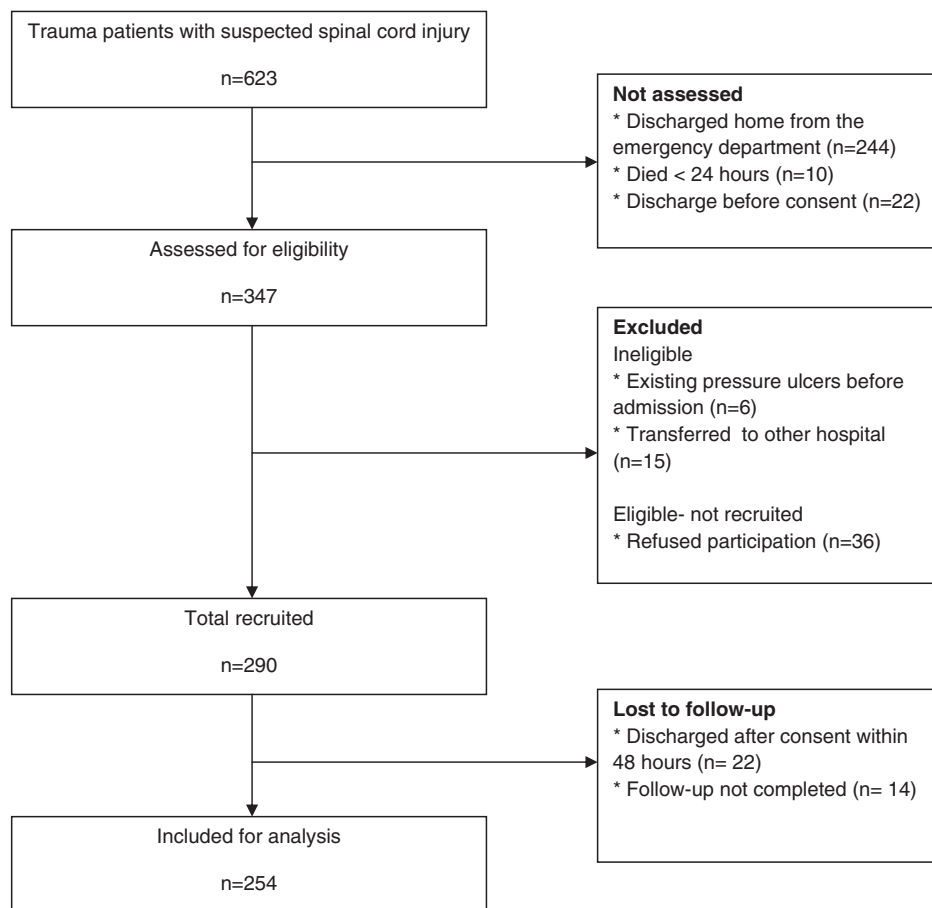 Trauma patients with suspected spinal cord injury
n=623
Not assessed
* Discharged home from the
emergency department (n=244)
* Died < 24 hours (n=10)
* Discharge before consent (n=22)
Assessed for eligibility
n=347
Excluded
Ineligible
* Existing pressure ulcers before
admission (n=6)
* Transferred to other hospital
(n=15)
Eligible- not recruited
* Refused participation (n=36)
Total recruited
n=290
Lost to follow-up
* Discharged after consent within
48 hours (n= 22)
* Follow-up not completed (n= 14)
Included for analysis
n=254